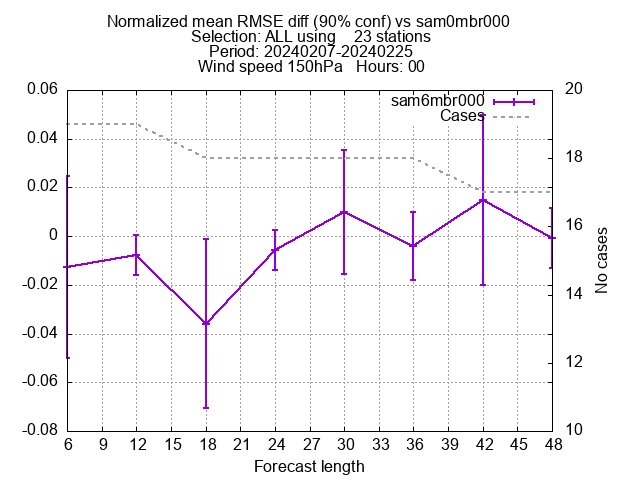 Normalized mean RMSE diff (90% conf) vs sam0mbr000
Selection: ALL using    23 stations
Period: 20240207-20240225
Wind speed 150hPa   Hours: 00
sam6mbr000
Cases
0.06
0.04
0.02
0
-0.02
-0.04
-0.06
-0.08
20
18
16
14
12
10
No cases
6 12 15 18 21 24 27 30 33 36 39 42 45 48
Forecast length